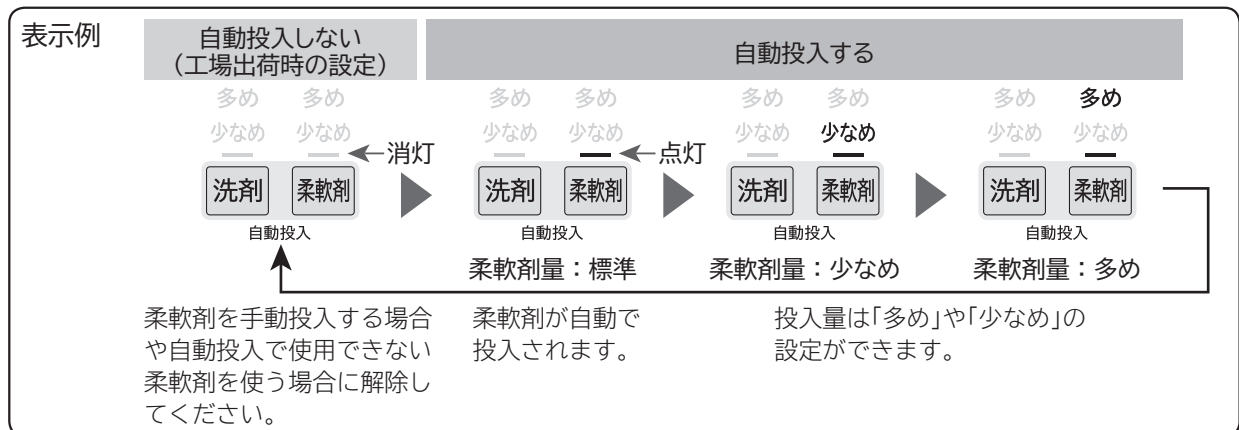 表示例
自動投入しない
（工場出荷時の設定）
自動投入する
多め 多め
少なめ 少なめ
消灯
洗剤 柔軟剤
自動投入
多め 多め
少なめ 少なめ
点灯
洗剤 柔軟剤
自動投入
柔軟剤量：標準
多め 多め
少なめ 少なめ
洗剤 柔軟剤
自動投入
柔軟剤量：少なめ
多め 多め
少なめ 少なめ
洗剤 柔軟剤
自動投入
柔軟剤量：多め
柔軟剤を手動投入する場合
や自動投入で使用できない
柔軟剤を使う場合に解除し
てください。
柔軟剤が自動で
投入されます。
投入量は「多め」や「少なめ」の
設定ができます。